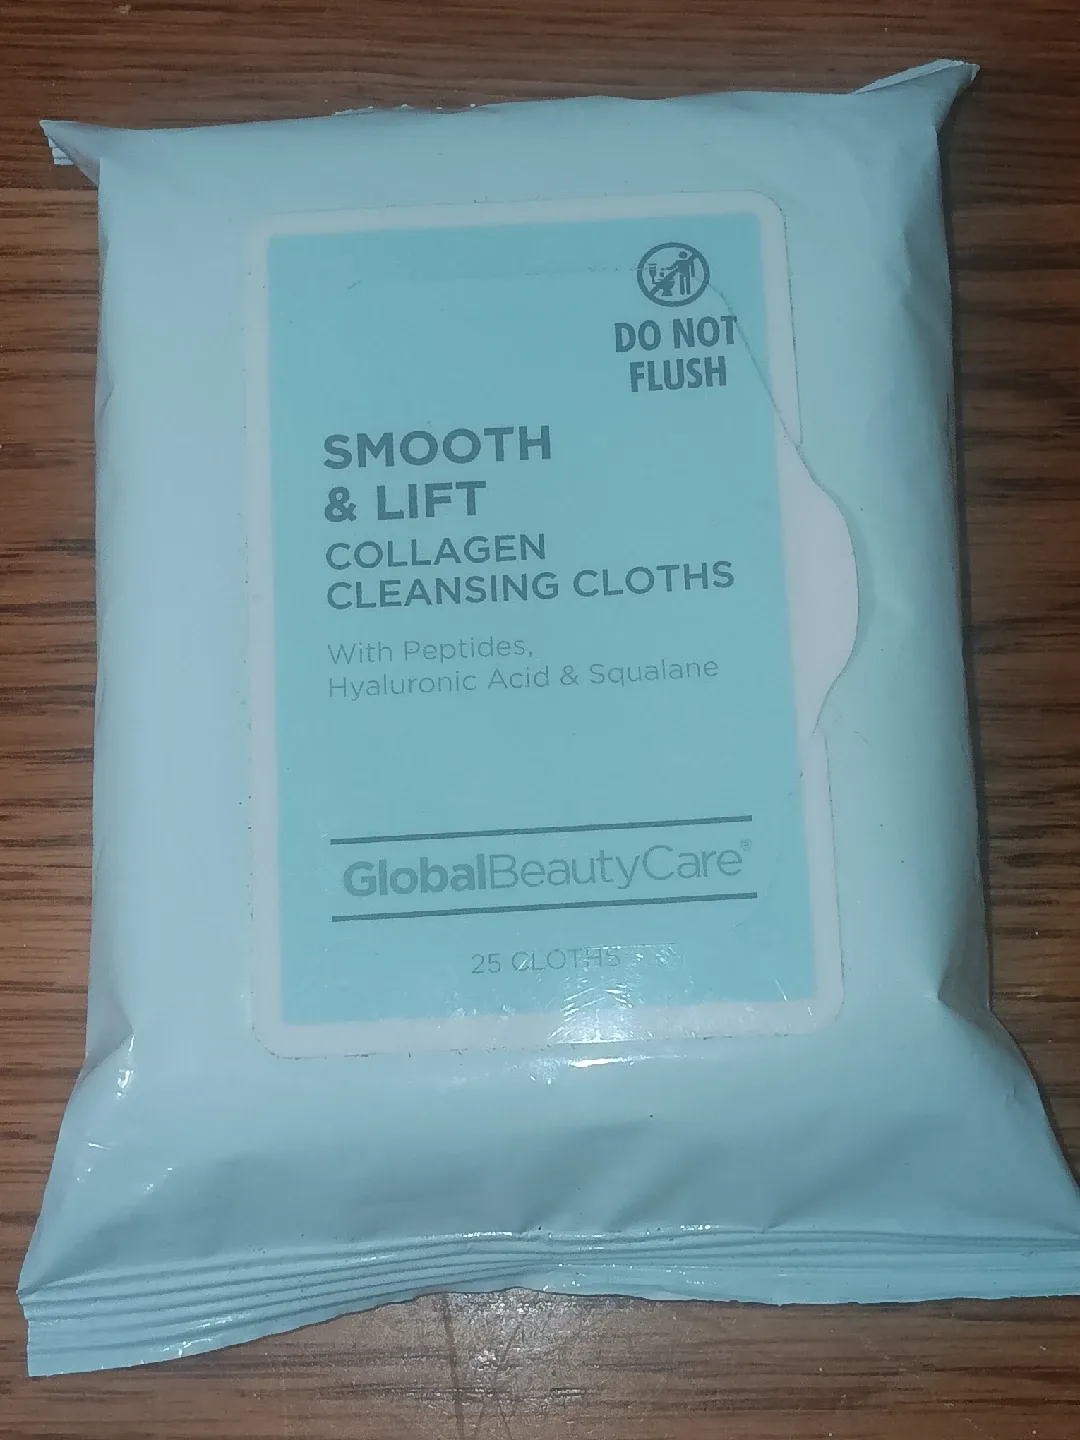 DO NOT
FLUSH
SMOOTH
& LIFT
COLLAGEN
CLEANSING CLOTHS
With Peptides,
Hyaluronic Acid & Squalane
GlobalBeautyCare®
25 CLOTHS